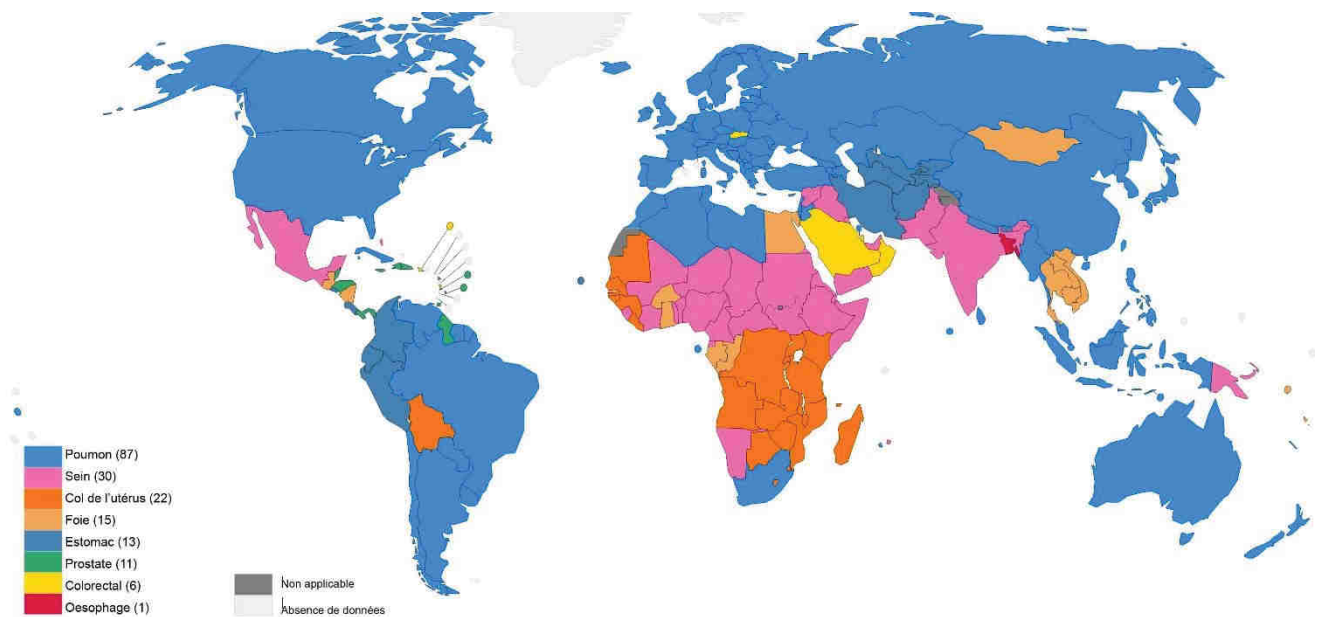 Poumon (87)
Sein (30)
Col de l'utérus (22)
Foie (15)
Estomac (13)
Prostate (11)
Colorectal (6)
Oesophage (1)
Non applicable
Absence de données